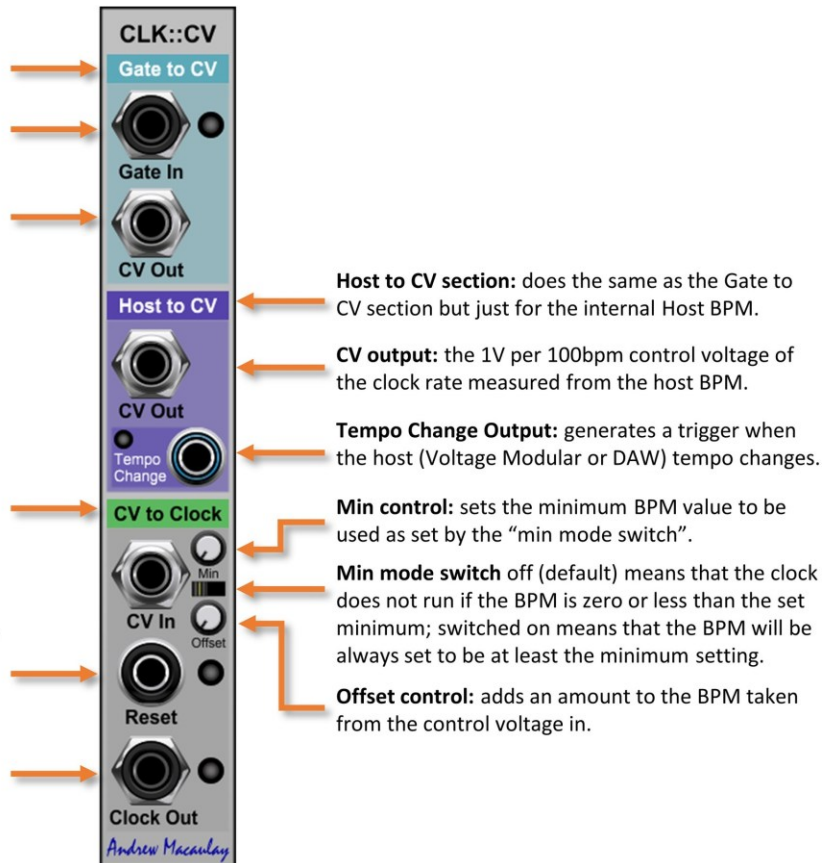 CLK::CV
Gate to CV
Gate In
CV Out
Host to CV
CV Out
Tempo
Change
CV to Clock
Min
CV In
Offset
Reset
Clock Out
Andrew Macaulay
Host to CV section: does the same as the Gate to
CV section but just for the internal Host BPM.
CV output: the 1V per 100bpm control voltage of
the clock rate measured from the host BPM.
Tempo Change Output: generates a trigger when
the host (Voltage Modular or DAW) tempo changes.
Min control: sets the minimum BPM value to be
used as set by the “min mode switch”.
Min mode switch off (default) means that the clock
does not run if the BPM is zero or less than the set
minimum; switched on means that the BPM will be
always set to be at least the minimum setting.
Offset control: adds an amount to the BPM taken
from the control voltage in.